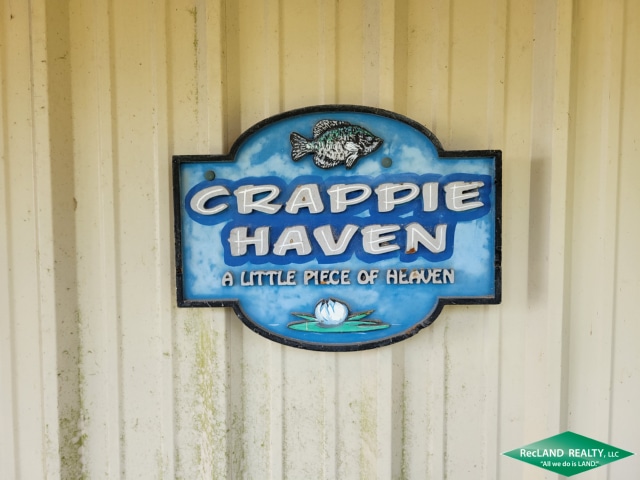 CRAPPIE
HAVEN
A LITTLE PIECE OF HEAVEN
RecLAND REALTY, LLC
"All we do is LAND."